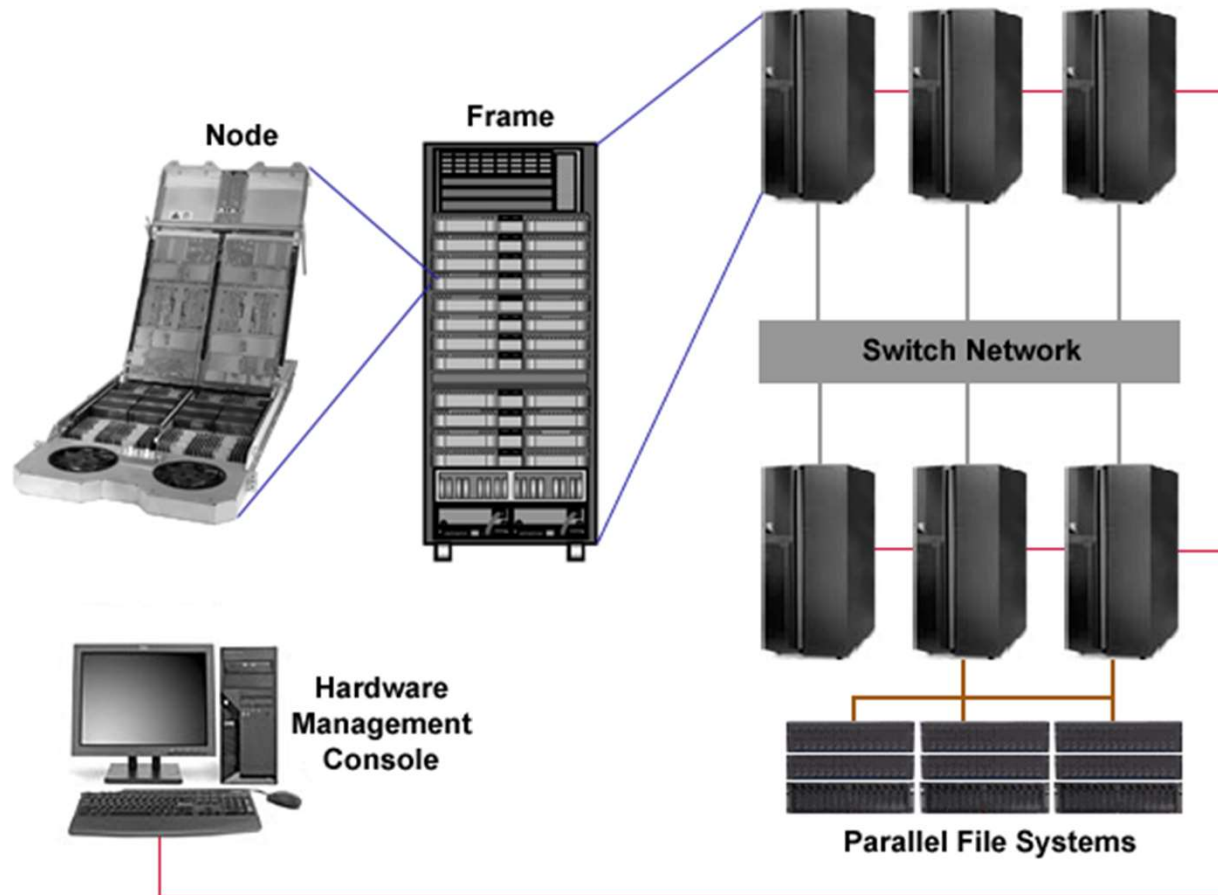 Node
Frame
Switch Network
Hardware
Management
Console
Parallel File Systems